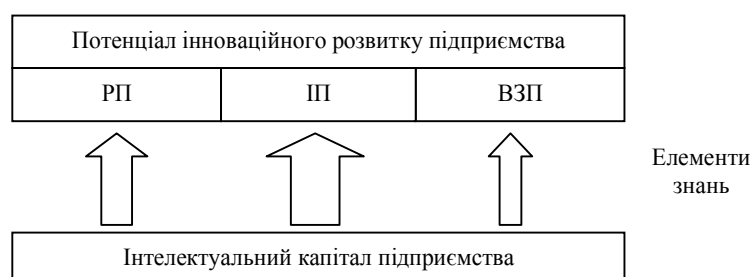 Потенціал інноваційного розвитку підприємства
РП
ІП
ВЗП
Елементи
знань
Інтелектуальний капітал підприємства